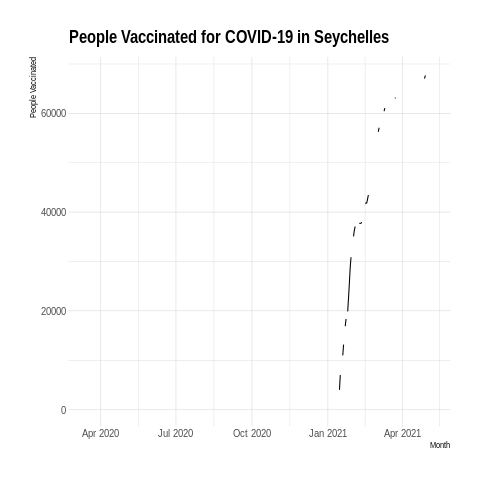 People Vaccinated for COVID-19 in Seychelles
People Vaccinated
60000
40000
20000
0
Apr 2020 Jul 2020 Oct 2020 Jan 2021 Apr 2021
Month